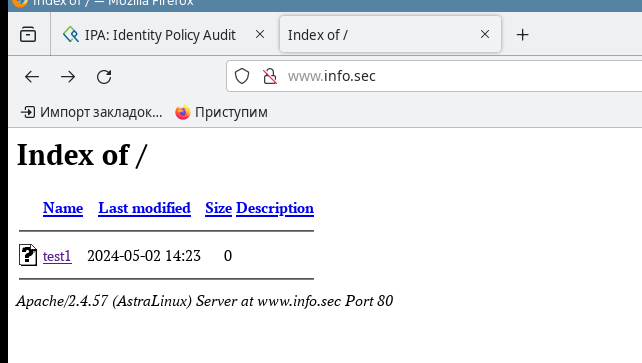 Index of / — Mozilla Firefox
IPA: Identity Policy Audit
Index of /
www.info.sec
Импорт закладок...
Приступим
Index of /
Name Last modified Size Description
test1 2024-05-02 14:23 0
Apache/2.4.57 (AstraLinux) Server at www.info.sec Port 80